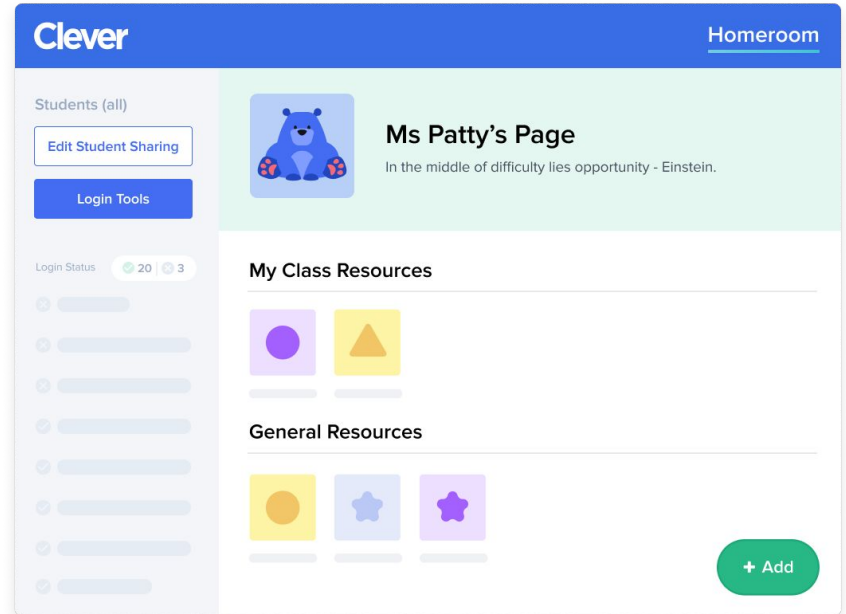 Clever
Homeroom
Students (all)
Edit Student Sharing
Login Tools
Login Status 20 3
Ms Patty’s Page
In the middle of difficulty lies opportunity - Einstein.
My Class Resources
General Resources
+ Add